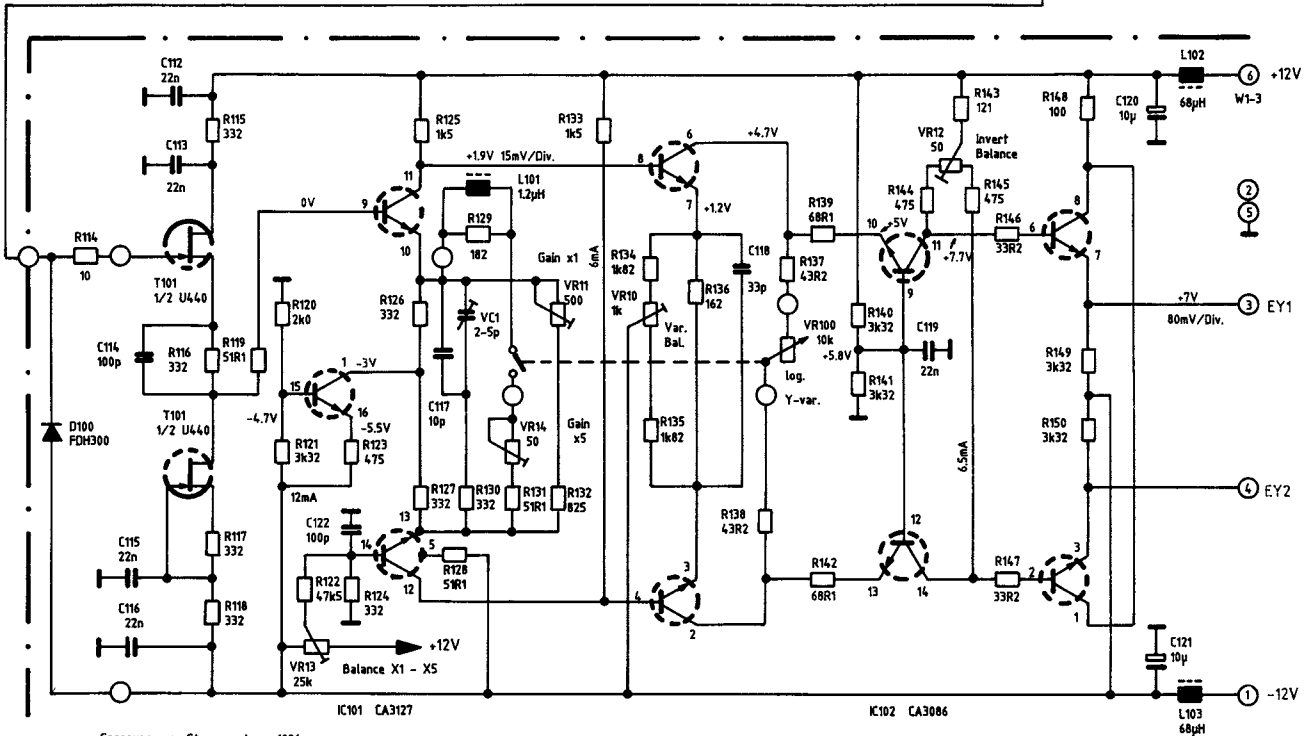 C112
22n
R115
332
C113
22n
R114
10
T101
1/2 U440
C114
100p
R116
332
R119
51R1
T101
1/2 U440
D100
FDH300
C115
22n
R117
332
C116
22n
R118
332
R120
2k0
-4.7V
15
1
-3V
16
-5.5V
R121
3k32
R123
475
12mA
C122
100p
R122
47k5
R124
332
VR13
25k
+12V
Balance X1 - X5
R125
1k5
+1.9V 15mV/Div.
0V
9
11
10
L101
1.2µH
R129
182
R126
332
VC1
2-5p
C117
10p
Gain x1
VR11
500
VR14
50
Gain
x5
R127
332
R130
332
R131
51R1
R132
825
13
14
5
12
R128
51R1
IC101 CA3127
R133
1k5
6mA
8
6
7
+4.7V
+1.2V
R134
1k82
VR10
1k
Var.
Bal.
R136
162
C118
33p
R135
1k82
R138
43R2
4
3
2
R139
68R1
R137
43R2
VR100
10k
log.
Y-var.
R142
68R1
10
+5V
11
+7.7V
9
R140
3k32
+5.8V
R141
3k32
C119
22n
12
13
14
R143
121
VR12
50
Invert
Balance
R144
475
R145
475
6.5mA
R146
33R2
R147
33R2
R148
100
6
8
7
R149
3k32
R150
3k32
2
3
1
IC102 CA3086
C120
10µ
L102
68µH
6
+12V
W1-3
2
5
+7V
80mV/Div.
3 EY1
4 EY2
C121
10µ
L103
68µH
1 -12V